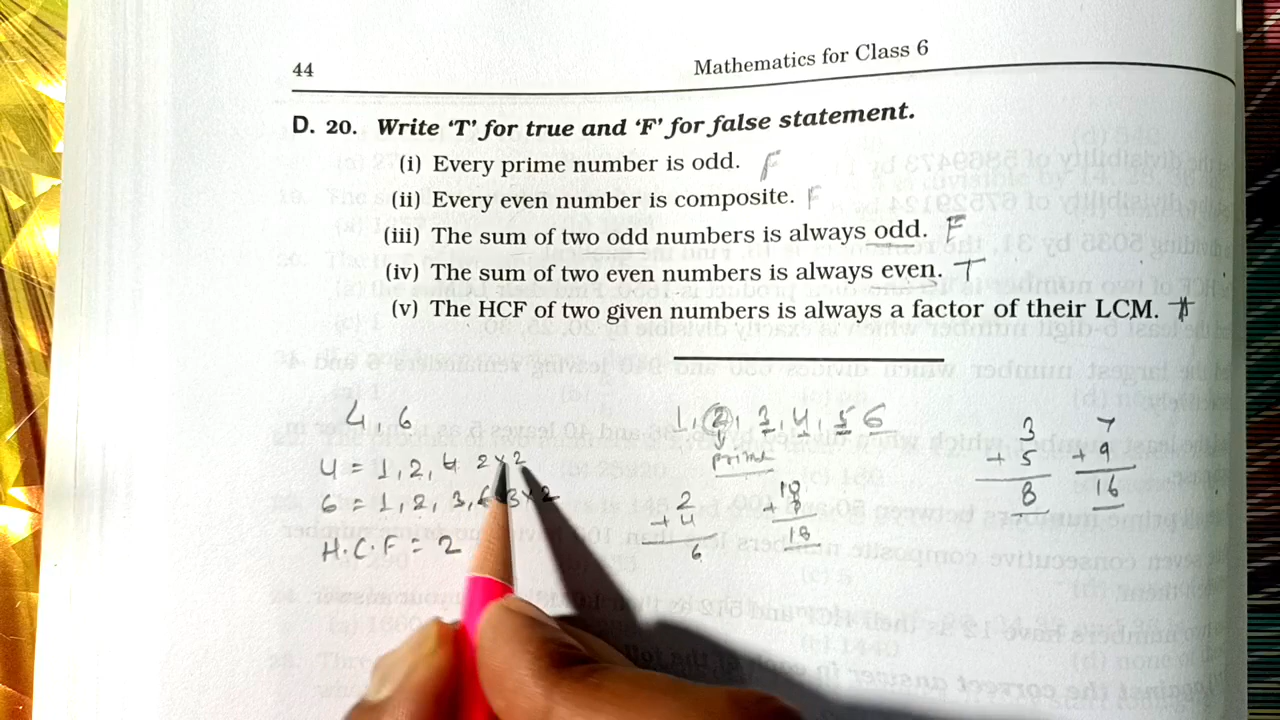 44
Mathematics for Class 6
D. 20. Write 'T' for true and 'F' for false statement.
(i) Every prime number is odd. F
(ii) Every even number is composite. F
(iii) The sum of two odd numbers is always odd. F
(iv) The sum of two even numbers is always even. T
(v) The HCF of two given numbers is always a factor of their LCM.
4, 6
4 = 1, 2, 4 2×2
6 = 1, 2, 3, 6 3×2
H.C.F = 2
1, 2, 3, 4, 5 6
prime
2
+ 4
6
18
3
+ 5
8
7
+ 9
16